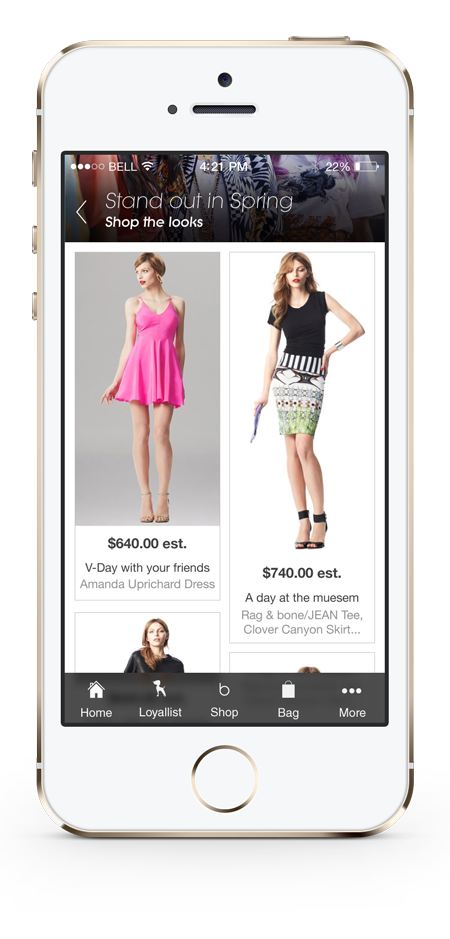 BELL 4:21 PM 22%
Stand out in Spring
Shop the looks
$640.00 est.
V-Day with your friends
Amanda Uprichard Dress
$740.00 est.
A day at the muesem
Rag & bone/JEAN Tee,
Clover Canyon Skirt...
Home Loyallist Shop Bag More